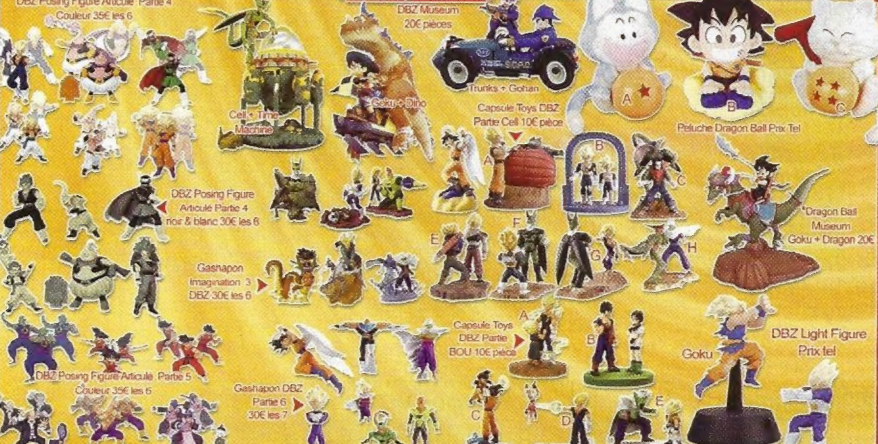 DBZ Posing Figure Articulé Partie 4
Couleur 35€ les 6
DBZ Museum
20€ pièces
Cell + Time
Machine
Goku + Dino
Trunks + Gohan
Capsule Toys DBZ
Partie Cell 10€ pièce
A
B
C
Peluche Dragon Ball Prix Tel
A
B
C
DBZ Posing Figure
Articulé Partie 4
noir & blanc 30€ les 6
"Dragon Ball
Museum
Goku + Dragon 20€
E
F
G
H
Gashapon
Imagination 3
DBZ 30€ les 6
Capsule Toys
DBZ Partie
BOU 10€ pièce
A
B
C
D
E
Goku
DBZ Light Figure
Prix tel
DBZ Posing Figure Articulé Partie 5
Couleur 35€ les 6
Gashapon DBZ
Partie 6
30€ les 7